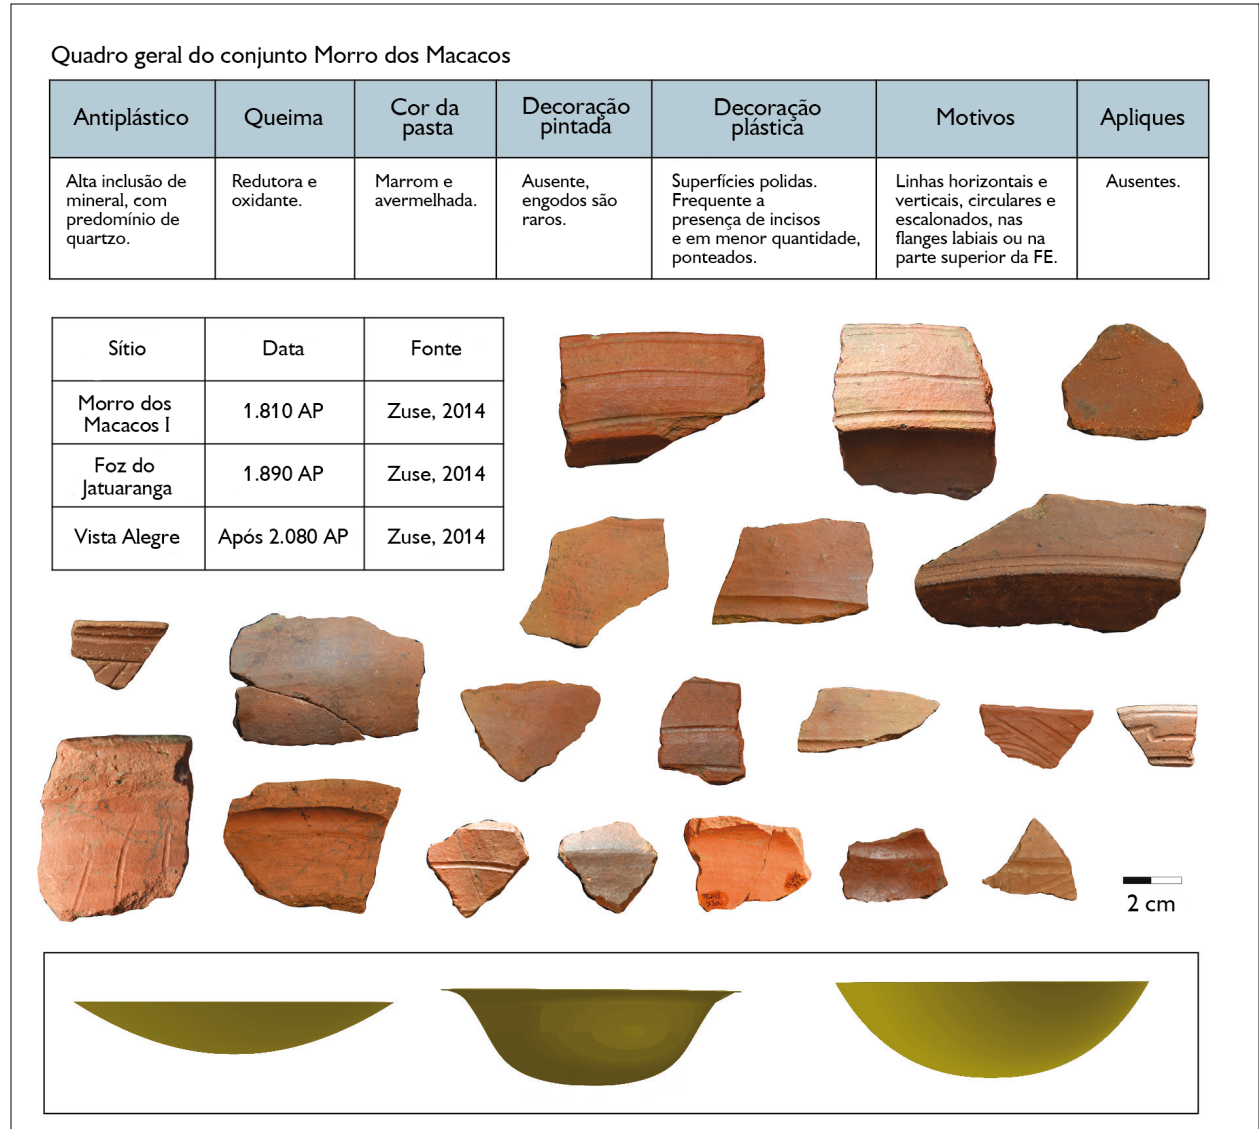 Quadro geral do conjunto Morro dos Macacos
Antiplástico
Queima
Cor da
pasta
Decoração
pintada
Decoração
plástica
Motivos
Apliques
Alta inclusão de
mineral, com
predomínio de
quartzo.
Redutora e
oxidante.
Marrom e
avermelhada.
Ausente,
engodos são
raros.
Superfícies polidas.
Frequente a
presença de incisos
e em menor quantidade,
ponteados.
Linhas horizontais e
verticais, circulares e
escalonados, nas
flanges labiais ou na
parte superior da FE.
Ausentes.
Sítio
Data
Fonte
Morro dos
Macacos I
1.810 AP
Zuse, 2014
Foz do
Jatuaranga
1.890 AP
Zuse, 2014
Vista Alegre
Após 2.080 AP
Zuse, 2014
2 cm